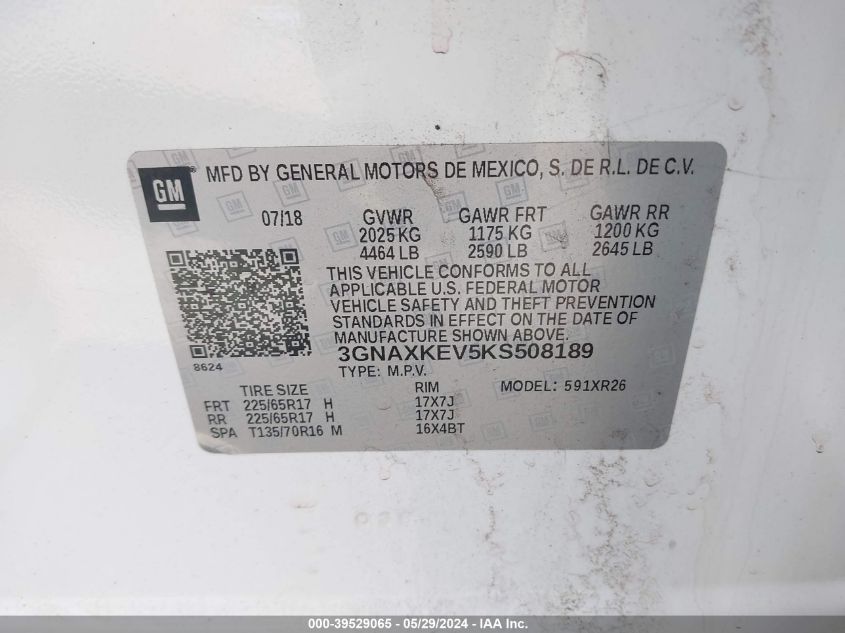 GM ® MFD BY GENERAL MOTORS DE MEXICO, S. DE R.L. DE C.V.
07/18 GVWR GAWR FRT GAWR RR
2025 KG 1175 KG 1200 KG
4464 LB 2590 LB 2645 LB
THIS VEHICLE CONFORMS TO ALL
APPLICABLE U.S. FEDERAL MOTOR
VEHICLE SAFETY AND THEFT PREVENTION
STANDARDS IN EFFECT ON THE DATE OF
MANUFACTURE SHOWN ABOVE.
3GNAXKEV5KS508189
8624 TYPE: M.P.V.
TIRE SIZE RIM MODEL: 591XR26
FRT 225/65R17 H 17X7J
RR 225/65R17 H 17X7J
SPA T135/70R16 M 16X4BT
000-39529065 - 05/29/2024 - IAA Inc.